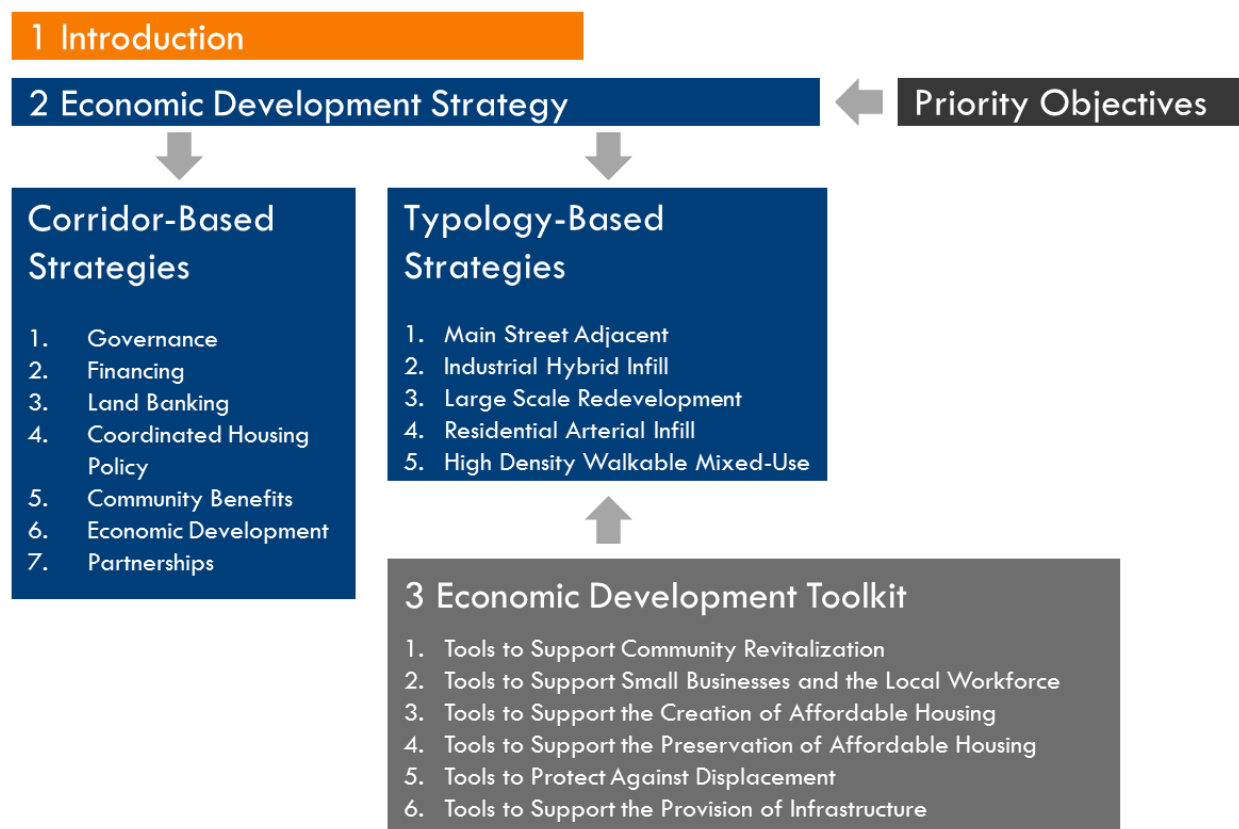 1 Introduction
2 Economic Development Strategy
Priority Objectives
Corridor-Based
Strategies
1. Governance
2. Financing
3. Land Banking
4. Coordinated Housing
Policy
5. Community Benefits
6. Economic Development
7. Partnerships
Typology-Based
Strategies
1. Main Street Adjacent
2. Industrial Hybrid Infill
3. Large Scale Redevelopment
4. Residential Arterial Infill
5. High Density Walkable Mixed-Use
3 Economic Development Toolkit
1. Tools to Support Community Revitalization
2. Tools to Support Small Businesses and the Local Workforce
3. Tools to Support the Creation of Affordable Housing
4. Tools to Support the Preservation of Affordable Housing
5. Tools to Protect Against Displacement
6. Tools to Support the Provision of Infrastructure